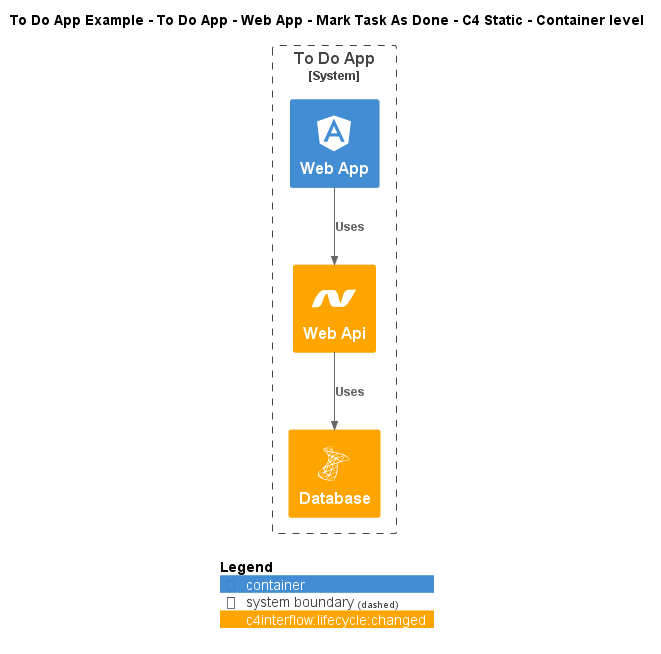 To Do App Example - To Do App - Web App - Mark Task As Done - C4 Static - Container level
To Do App
[System]
Web App
Uses
Web Api
Uses
Database
Legend
container
system boundary (dashed)
c4interflow:lifecycle:changed